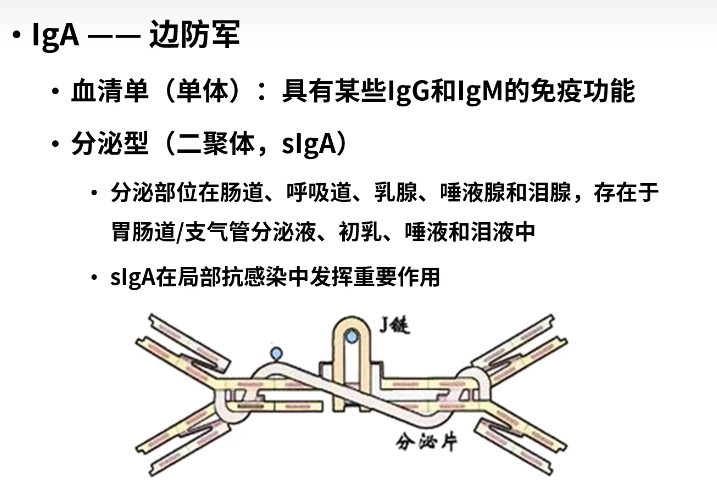 • IgA —— 边防军
• 血清单（单体）：具有某些IgG和IgM的免疫功能
• 分泌型（二聚体，sIgA）
• 分泌部位在肠道、呼吸道、乳腺、唾液腺和泪腺，存在于
胃肠道/支气管分泌液、初乳、唾液和泪液中
• sIgA在局部抗感染中发挥重要作用
J链
分泌片